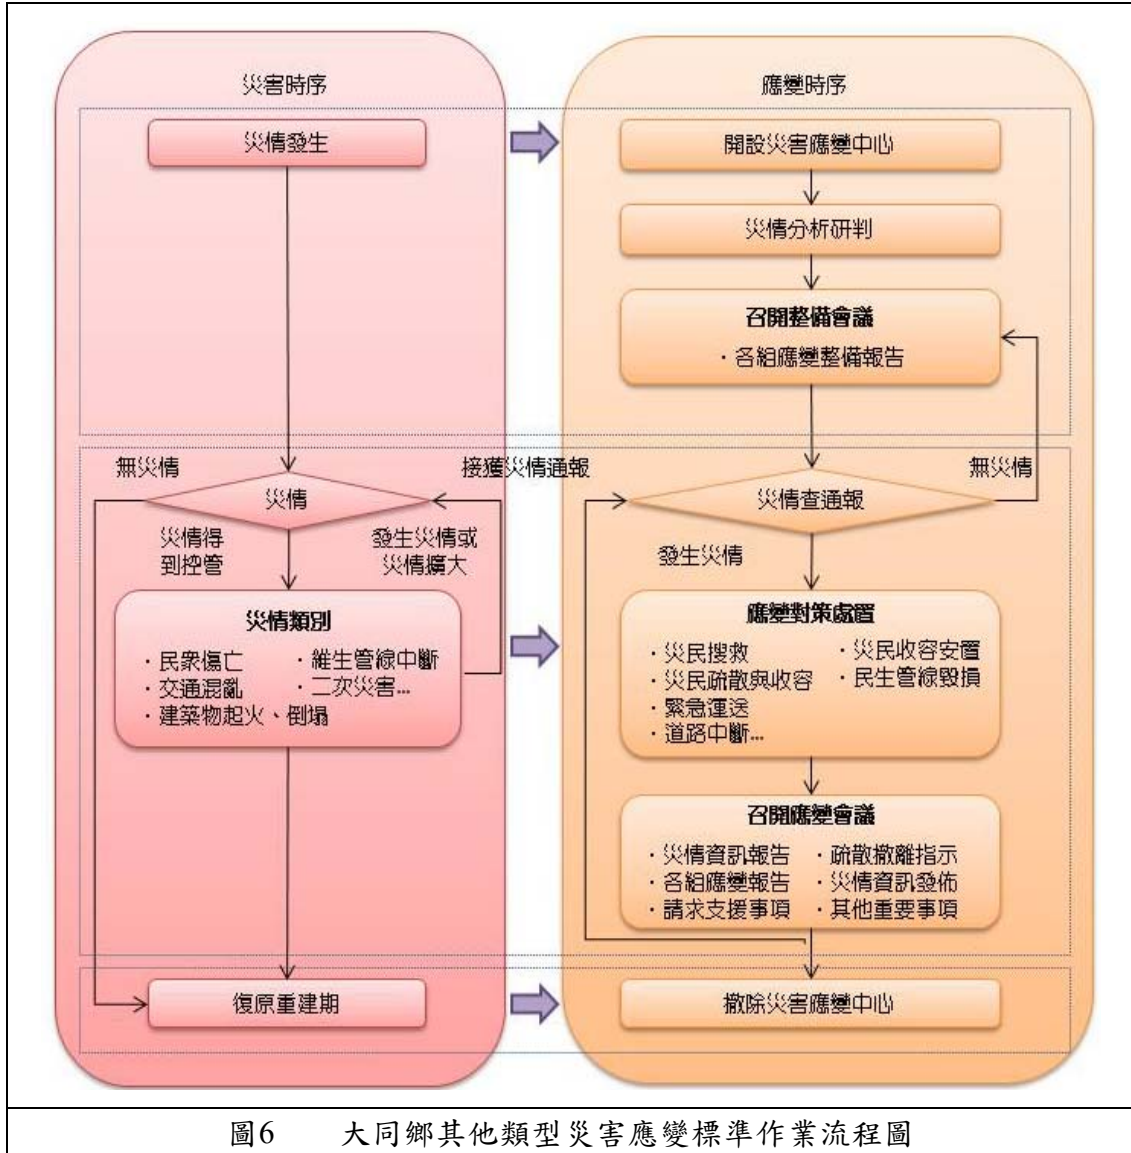 災害時序
應變時序
災情發生
開設災害應變中心
災情分析研判
召開整備會議
・各組應變整備報告
無災情
接獲災情通報
無災情
災情
災情查通報
災情得
到控管
發生災情或
災情擴大
發生災情
災情類別
・民眾傷亡
・維生管線中斷
・交通混亂
・二次災害...
・建築物起火、倒塌
應變對策處置
・災民搜救
・災民收容安置
・災民疏散與收容
・民生管線毀損
・緊急運送
・道路中斷...
召開應變會議
・災情資訊報告
・疏散撤離指示
・各組應變報告
・災情資訊發佈
・請求支援事項
・其他重要事項
復原重建期
撤除災害應變中心
圖6 大同鄉其他類型災害應變標準作業流程圖